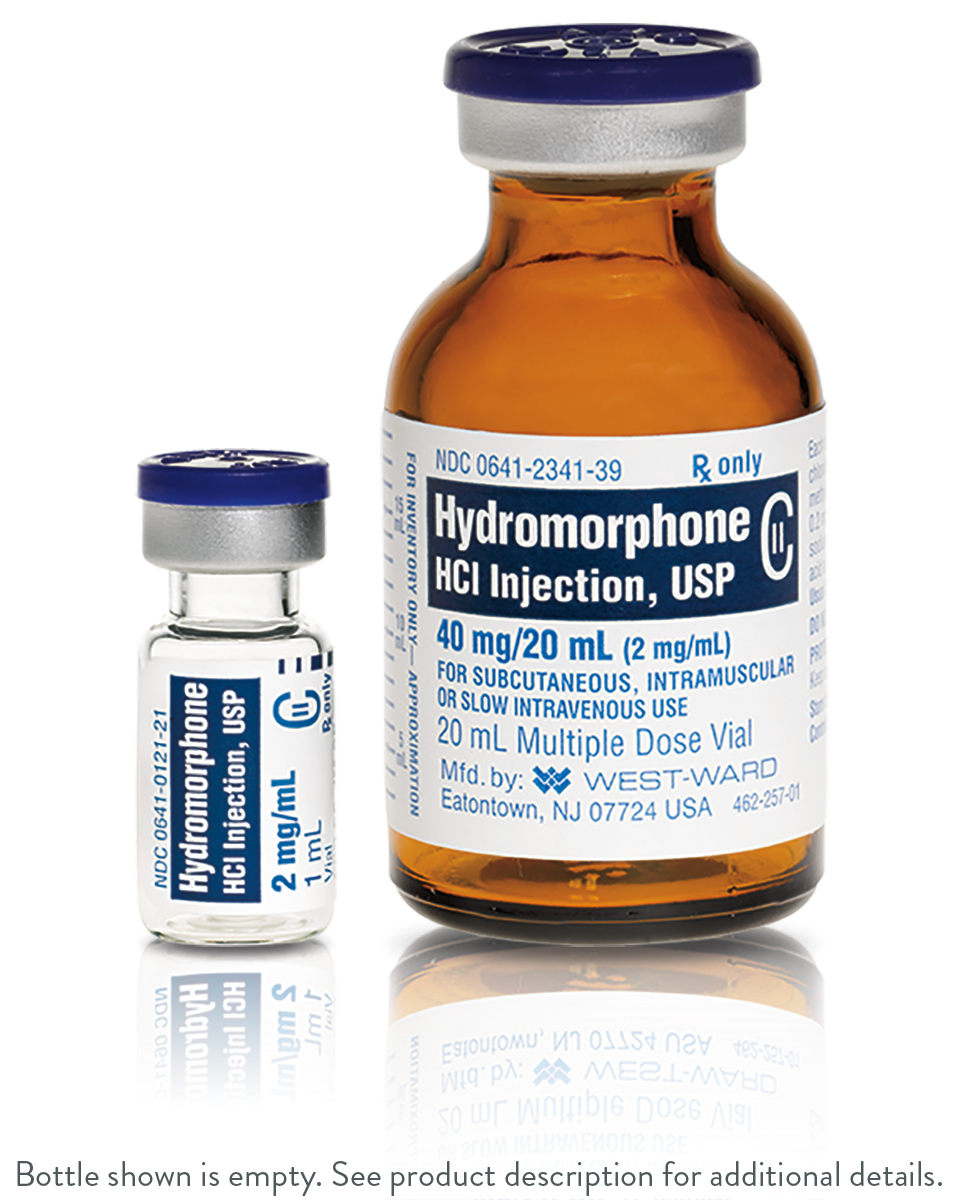 NDC 0641-2341-39 Rx only
Hydromorphone CII
HCl Injection, USP
40 mg/20 mL (2 mg/mL)
FOR SUBCUTANEOUS, INTRAMUSCULAR
OR SLOW INTRAVENOUS USE
20 mL Multiple Dose Vial
Mfd. by: WEST-WARD
Eatontown, NJ 07724 USA 462-257-01
FOR INVENTORY ONLY — APPROXIMATION
NDC 0641-0121-21
Hydromorphone
HCl Injection, USP
2 mg/mL CII
1 mL
Vial Rx only
Bottle shown is empty. See product description for additional details.